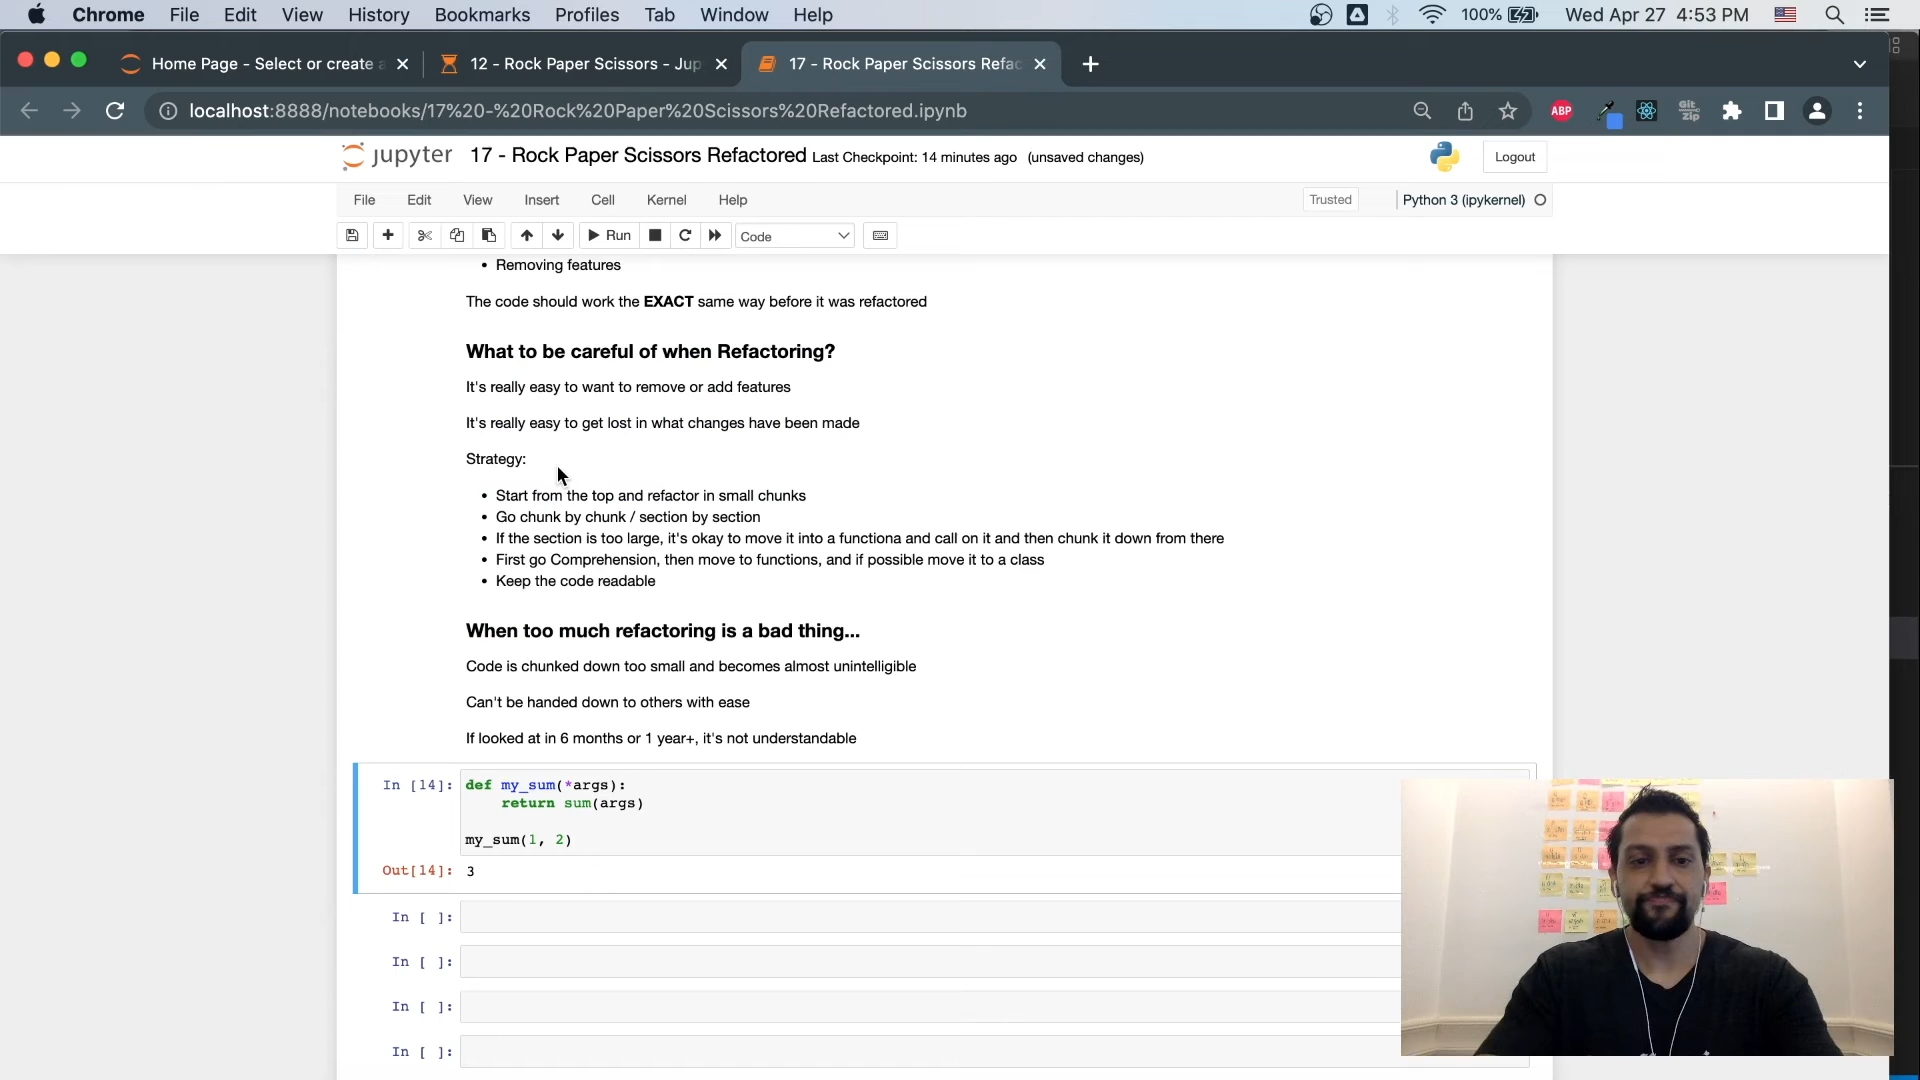 Chrome File Edit View History Bookmarks Profiles Tab Window Help 100% Wed Apr 27 4:53 PM
Home Page - Select or create a 12 - Rock Paper Scissors - Jup 17 - Rock Paper Scissors Refac
localhost:8888/notebooks/17%20-%20Rock%20Paper%20Scissors%20Refactored.ipynb ABP Git Zip
jupyter 17 - Rock Paper Scissors Refactored Last Checkpoint: 14 minutes ago (unsaved changes) Logout
File Edit View Insert Cell Kernel Help Trusted Python 3 (ipykernel)
Run Code
• Removing features
The code should work the EXACT same way before it was refactored
What to be careful of when Refactoring?
It's really easy to want to remove or add features
It's really easy to get lost in what changes have been made
Strategy:
• Start from the top and refactor in small chunks
• Go chunk by chunk / section by section
• If the section is too large, it's okay to move it into a functiona and call on it and then chunk it down from there
• First go Comprehension, then move to functions, and if possible move it to a class
• Keep the code readable
When too much refactoring is a bad thing...
Code is chunked down too small and becomes almost unintelligible
Can't be handed down to others with ease
If looked at in 6 months or 1 year+, it's not understandable
In [14]: def my_sum(*args):
return sum(args)
my_sum(1, 2)
Out[14]: 3
In [ ]:
In [ ]:
In [ ]:
In [ ]: